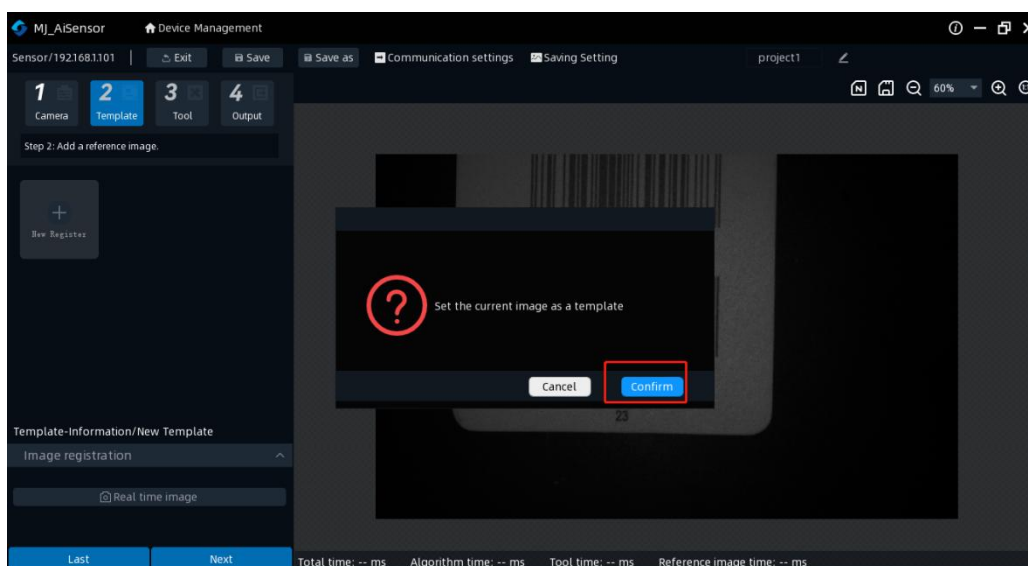 MJ_AiSensor
Device Management
Sensor/192.168.1.101
Exit
Save
Save as
Communication settings
Saving Setting
project1
1
2
3
4
Camera
Template
Tool
Output
60%
Step 2: Add a reference image.
New Register
Set the current image as a template
Cancel
Confirm
23
Template-Information/New Template
Image registration
Real time image
Last
Next
Total time: -- ms
Algorithm time: -- ms
Tool time: -- ms
Reference image time: -- ms